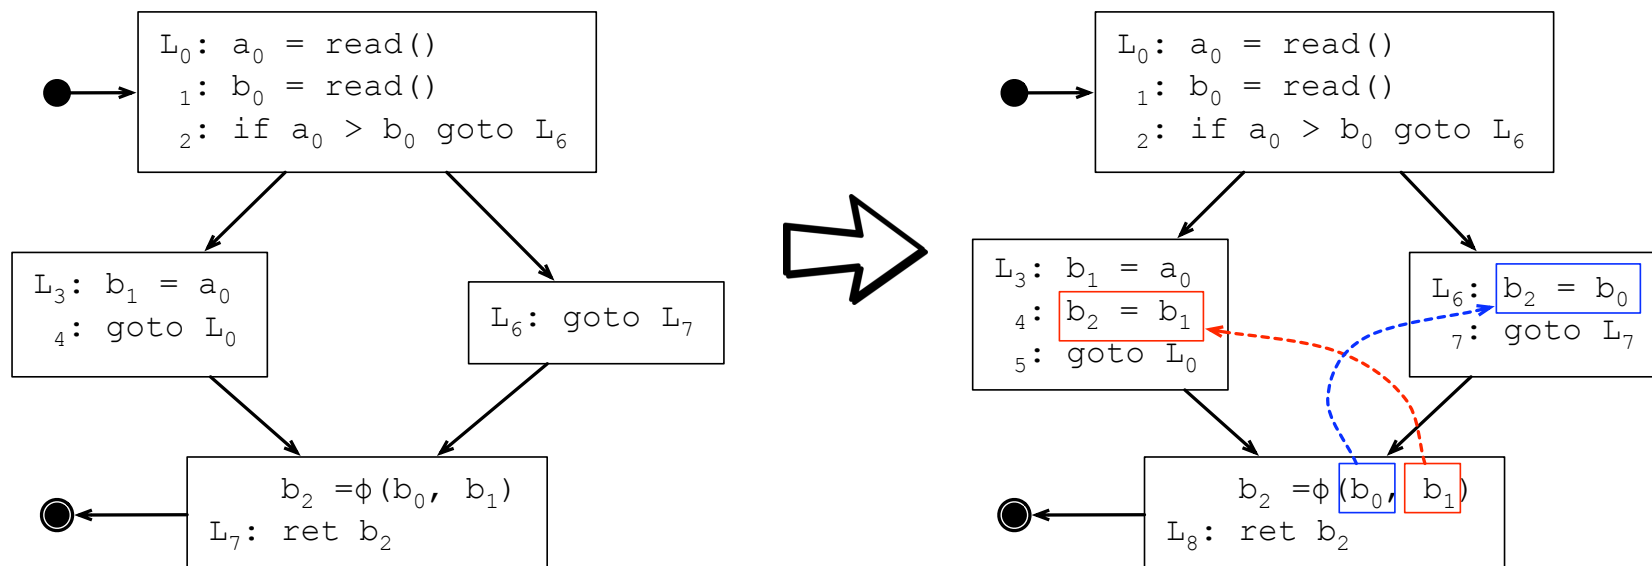 L₀: a₀ = read()
₁: b₀ = read()
₂: if a₀ > b₀ goto L₆
L₃: b₁ = a₀
₄: goto L₀
L₆: goto L₇
b₂ =ϕ(b₀, b₁)
L₇: ret b₂
L₀: a₀ = read()
₁: b₀ = read()
₂: if a₀ > b₀ goto L₆
L₃: b₁ = a₀
₄: b₂ = b₁
₅: goto L₀
L₆: b₂ = b₀
₇: goto L₇
b₂ =ϕ(b₀, b₁)
L₈: ret b₂